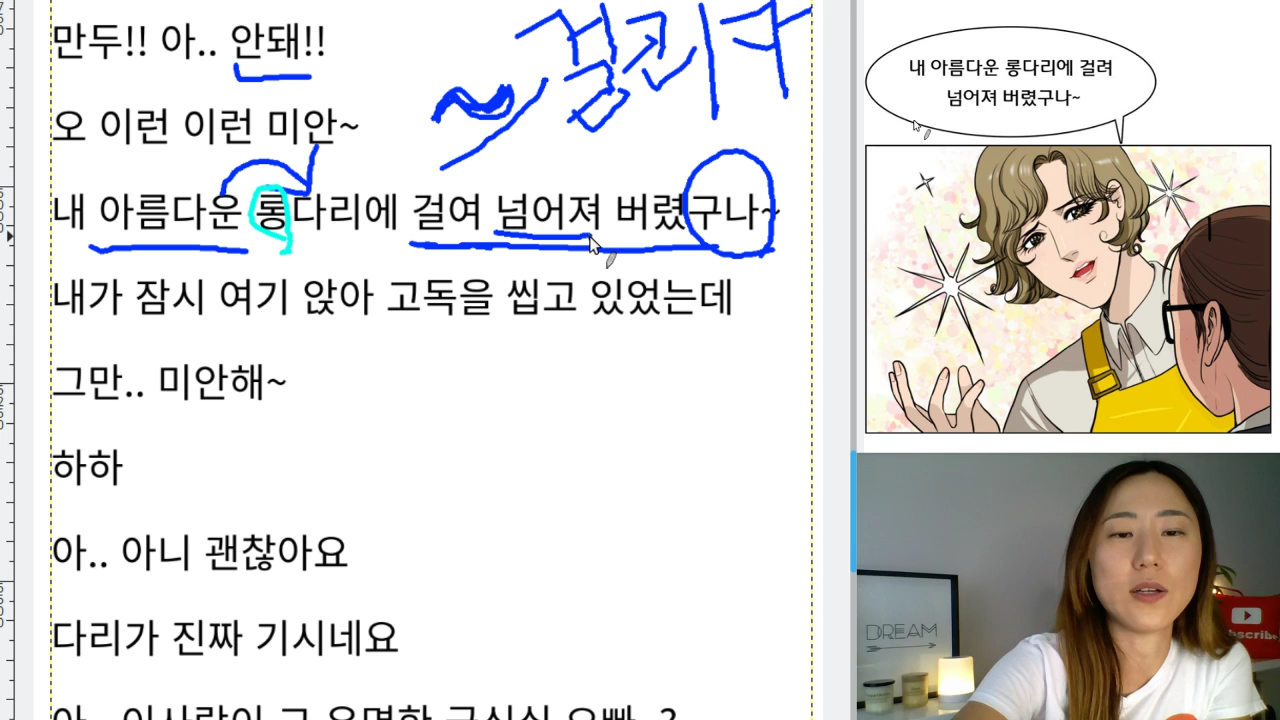 만두!! 아.. 안돼!!
오 이런 이런 미안~
내 아름다운 롱다리에 걸여 넘어져 버렸구나~
내가 잠시 여기 앉아 고독을 씹고 있었는데
그만.. 미안해~
하하
아.. 아니 괜찮아요
다리가 진짜 기시네요
걸리다
내 아름다운 롱다리에 걸려
넘어져 버렸구나~
DREAM